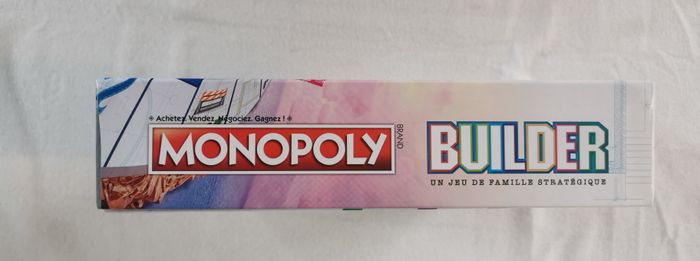 Achetez. Vendez. Négociez. Gagnez !
MONOPOLY
BRAND
BUILDER
UN JEU DE FAMILLE STRATÉGIQUE